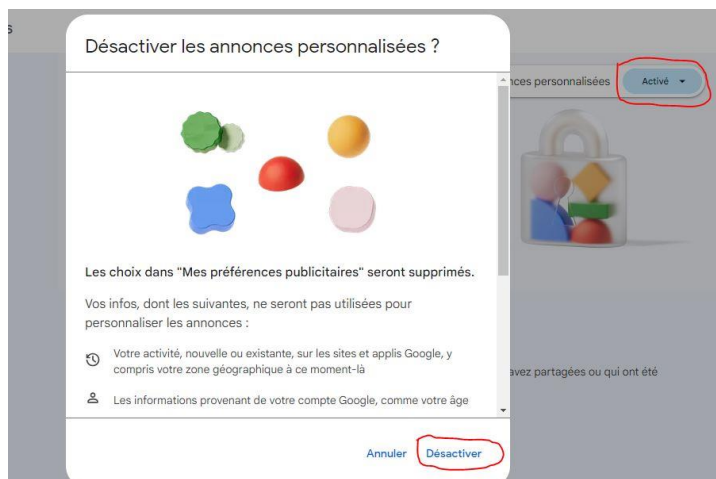 s
Désactiver les annonces personnalisées ?
nces personnalisées
Activé
Les choix dans "Mes préférences publicitaires" seront supprimés.
Vos infos, dont les suivantes, ne seront pas utilisées pour
personnaliser les annonces :
Votre activité, nouvelle ou existante, sur les sites et applis Google, y
compris votre zone géographique à ce moment-là
avez partagées ou qui ont été
Les informations provenant de votre compte Google, comme votre âge
Annuler
Désactiver